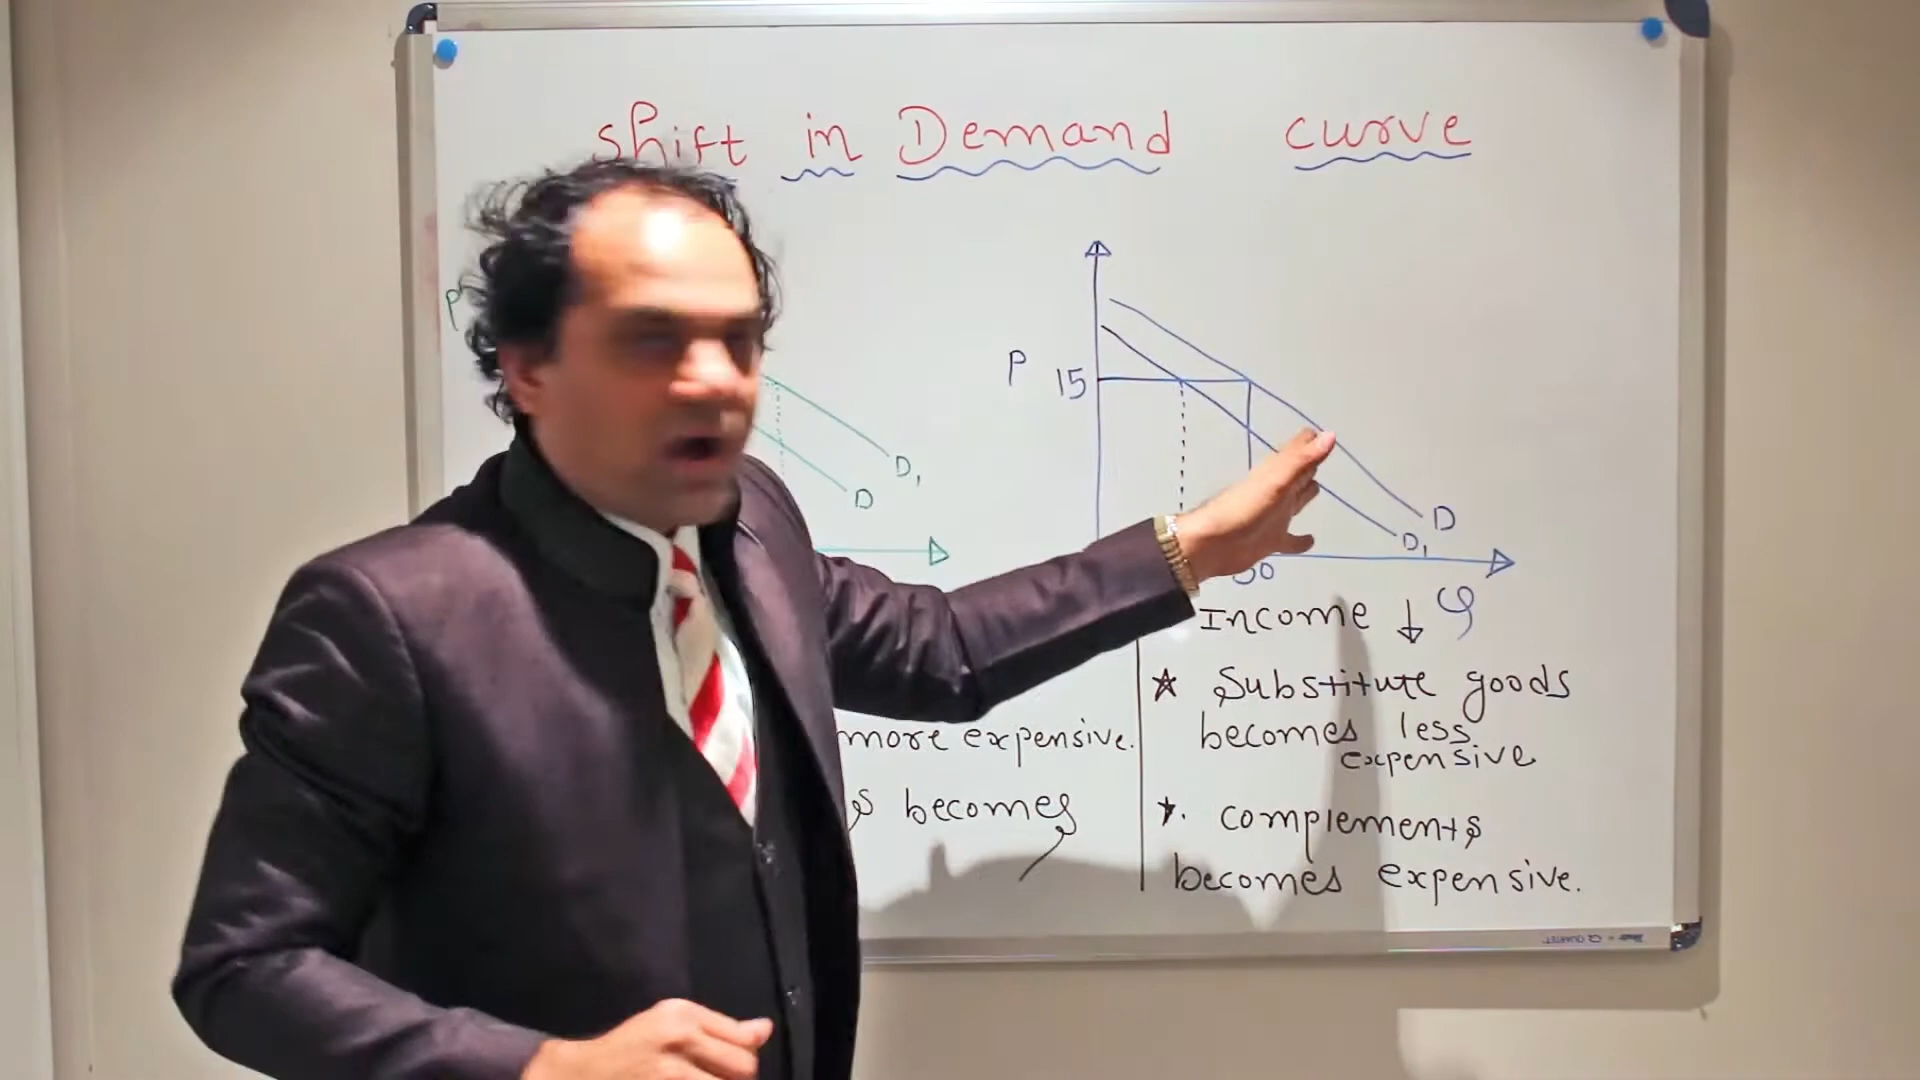 Shift in Demand curve
P
D1
D
P
15
D
D1
Income ↓ Q
more expensive.
becomes
★ Substitute goods
becomes less
expensive
★. complements
becomes expensive.
QUARTET